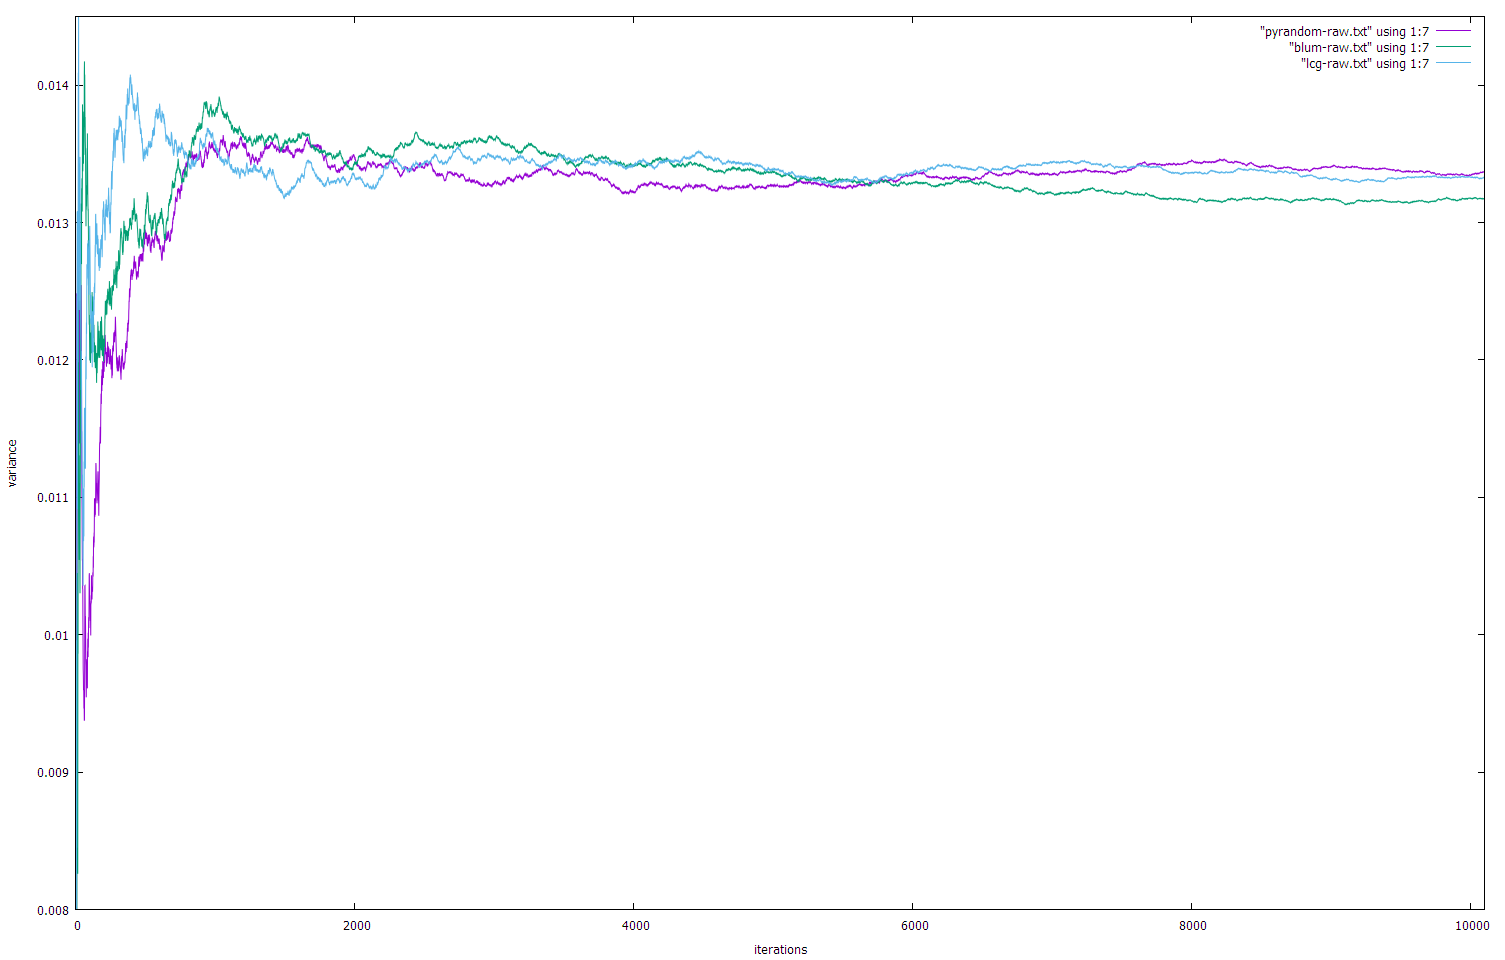 "pyrandom-raw.txt" using 1:7
"blum-raw.txt" using 1:7
"lcg-raw.txt" using 1:7
0.014
0.013
0.012
0.011
0.01
0.009
0.008
variance
0 2000 4000 6000 8000 10000
iterations